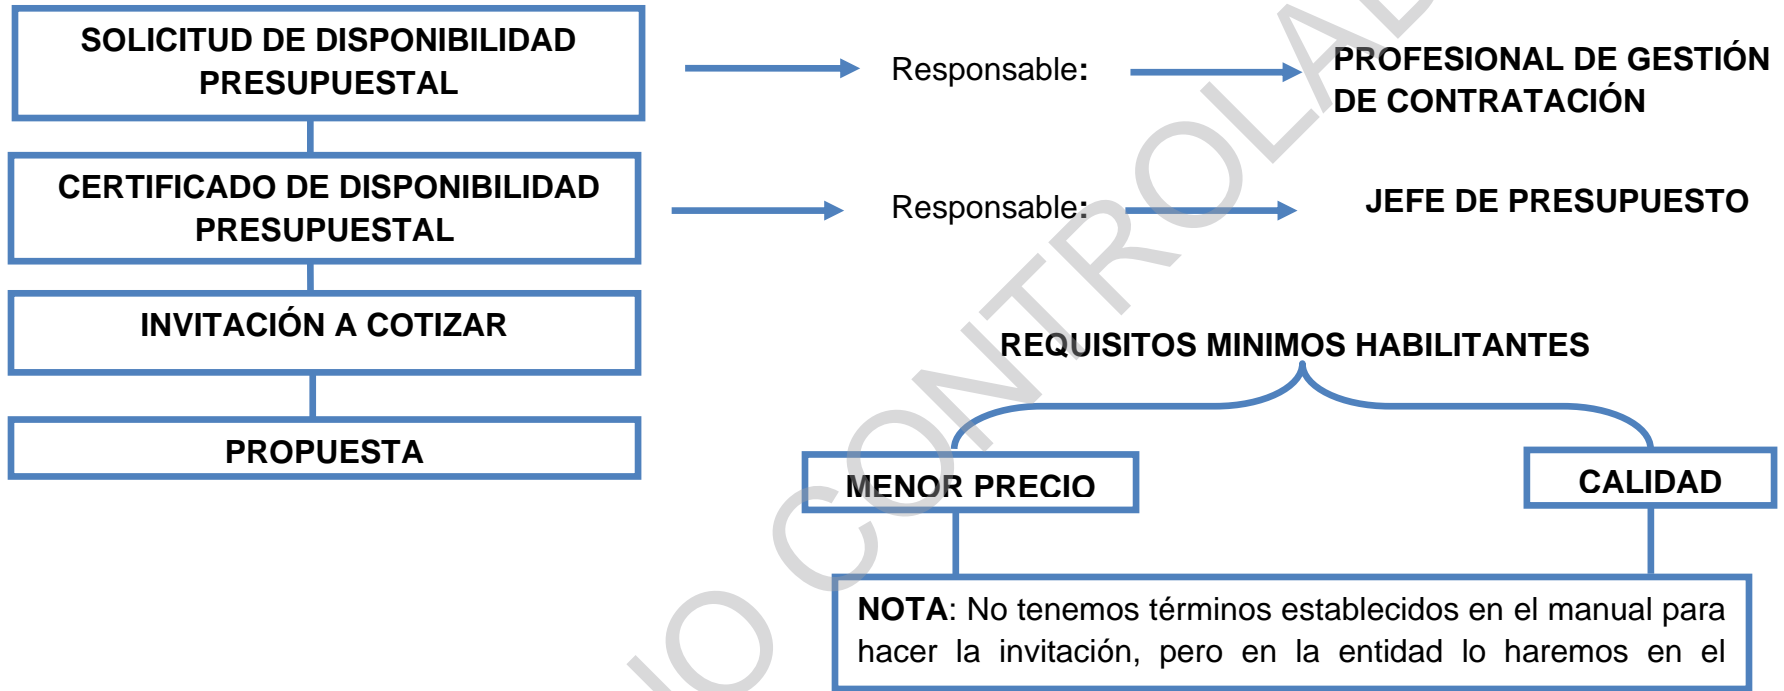 SOLICITUD DE DISPONIBILIDAD
PRESUPUESTAL
Responsable:
PROFESIONAL DE GESTIÓN
DE CONTRATACIÓN
CERTIFICADO DE DISPONIBILIDAD
PRESUPUESTAL
Responsable:
JEFE DE PRESUPUESTO
INVITACIÓN A COTIZAR
PROPUESTA
REQUISITOS MINIMOS HABILITANTES
MENOR PRECIO
CALIDAD
NOTA: No tenemos términos establecidos en el manual para
hacer la invitación, pero en la entidad lo haremos en el
NO CONTROLAD